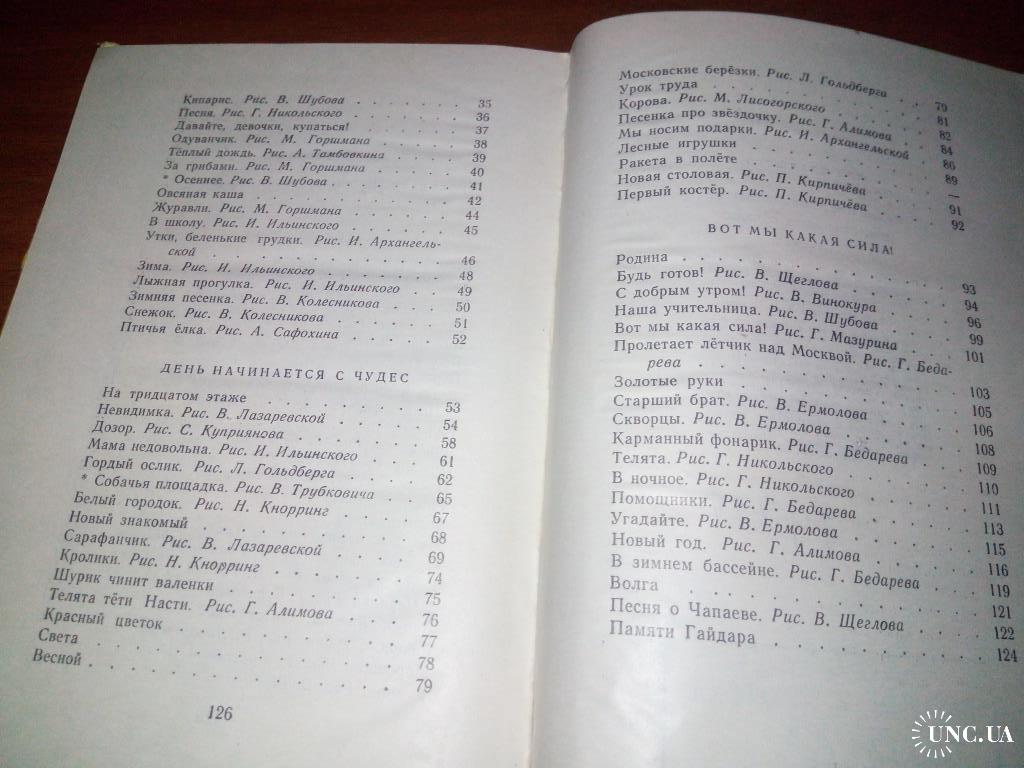 Кипарис. Рис. В. Шубова . . . . . . . 35
Песня. Рис. Г. Никольского . . . . . . . 36
Давайте, девочки, купаться! . . . . . . . 37
Одуванчик. Рис. М. Горшмана . . . . . . . 38
Тёплый дождь. Рис. А. Тамбовкина . . . . . . . 39
За грибами. Рис. М. Горшмана . . . . . . . 40
* Осеннее. Рис. В. Шубова . . . . . . . 41
Овсяная каша . . . . . . . 42
Журавли. Рис. М. Горшмана . . . . . . . 44
В школу. Рис. И. Ильинского . . . . . . . 45
Утки, беленькие грудки. Рис. И. Архангель-
ской . . . . . . . 46
Зима. Рис. И. Ильинского . . . . . . . 48
Лыжная прогулка. Рис. И. Ильинского . . . . . . . 49
Зимняя песенка. Рис. В. Колесникова . . . . . . . 50
Снежок. Рис. В. Колесникова . . . . . . . 51
Птичья ёлка. Рис. А. Сафохина . . . . . . . 52
ДЕНЬ НАЧИНАЕТСЯ С ЧУДЕС
На тридцатом этаже . . . . . . . 53
Невидимка. Рис. В. Лазаревской . . . . . . . 54
Дозор. Рис. С. Куприянова . . . . . . . 58
Мама недовольна. Рис. И. Ильинского . . . . . . . 61
Гордый ослик. Рис. Л. Гольдберга . . . . . . . 62
* Собачья площадка. Рис. В. Трубковича . . . . . . . 65
Белый городок. Рис. Н. Кнорринг . . . . . . . 67
Новый знакомый . . . . . . . 68
Сарафанчик. Рис. В. Лазаревской . . . . . . . 69
Кролики. Рис. Н. Кнорринг . . . . . . . 74
Шурик чинит валенки . . . . . . . 75
Телята тёти Насти. Рис. Г. Алимова . . . . . . . 76
Красный цветок . . . . . . . 77
Света . . . . . . . 78
Весной . . . . . . . 79
126
Московские берёзки. Рис. Л. Гольдберга . . 79
Урок труда . . . . . . . 81
Корова. Рис. М. Лисогорского . . . . . . . 82
Песенка про звёздочку. Рис. Г. Алимова . . 84
Мы носим подарки. Рис. И. Архангельской 86
Лесные игрушки . . . . . . . 89
Ракета в полёте . . . . . . . —
Новая столовая. Рис. П. Кирпичёва . . . . 91
Первый костёр. Рис. П. Кирпичёва . . . . 92
ВОТ МЫ КАКАЯ СИЛА!
Родина . . . . . . . 93
Будь готов! Рис. В. Щеглова . . . . . . . 94
С добрым утром! Рис. В. Винокура . . . . 96
Наша учительница. Рис. В. Шубова . . . . 99
Вот мы какая сила! Рис. Г. Мазурина . . 101
Пролетает лётчик над Москвой. Рис. Г. Беда-
рева . . . . . . . 103
Золотые руки . . . . . . . 105
Старший брат. Рис. В. Ермолова . . . . 106
Скворцы. Рис. В. Ермолова . . . . . . . 108
Карманный фонарик. Рис. Г. Бедарева . . 109
Телята. Рис. Г. Никольского . . . . . . . 110
В ночное. Рис. Г. Никольского . . . . . . . 111
Помощники. Рис. Г. Бедарева . . . . . . . 113
Угадайте. Рис. В. Ермолова . . . . . . . 115
Новый год. Рис. Г. Алимова . . . . . . . 116
В зимнем бассейне. Рис. Г. Бедарева . . 119
Волга . . . . . . . 121
Песня о Чапаеве. Рис. В. Щеглова . . . . 122
Памяти Гайдара . . . . . . . 124
UNC.UA